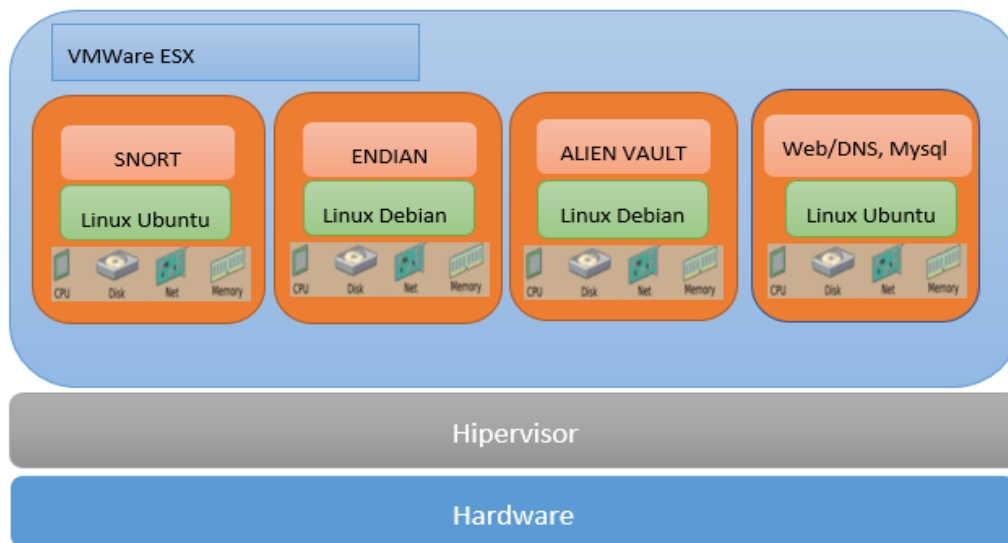 VMWare ESX
SNORT
Linux Ubuntu
CPU Disk Net Memory
ENDIAN
Linux Debian
CPU Disk Net Memory
ALIEN VAULT
Linux Debian
CPU Disk Net Memory
Web/DNS, Mysql
Linux Ubuntu
CPU Disk Net Memory
Hipervisor
Hardware